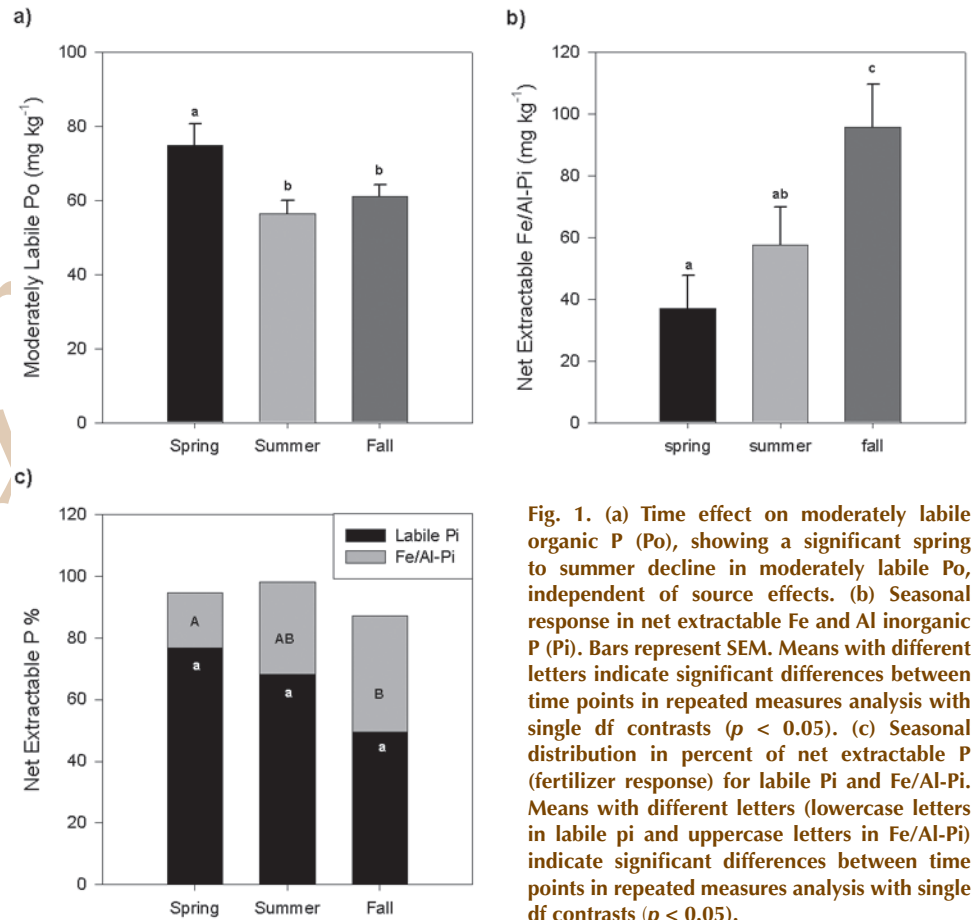 a)
Moderately Labile Po (mg kg⁻¹)
100
80
60
40
20
0
a
b
b
Spring Summer Fall
b)
Net Extractable Fe/Al-Pi (mg kg⁻¹)
120
100
80
60
40
20
0
a
ab
c
spring summer fall
c)
Net Extractable P %
120
100
80
60
40
20
0
Labile Pi
Fe/Al-Pi
A
AB
B
a
a
a
Spring Summer Fall
Fig. 1. (a) Time effect on moderately labile
organic P (Po), showing a significant spring
to summer decline in moderately labile Po,
independent of source effects. (b) Seasonal
response in net extractable Fe and Al inorganic
P (Pi). Bars represent SEM. Means with different
letters indicate significant differences between
time points in repeated measures analysis with
single df contrasts (p < 0.05). (c) Seasonal
distribution in percent of net extractable P
(fertilizer response) for labile Pi and Fe/Al-Pi.
Means with different letters (lowercase letters
in labile pi and uppercase letters in Fe/Al-Pi)
indicate significant differences between time
points in repeated measures analysis with single
df contrasts (p < 0.05).